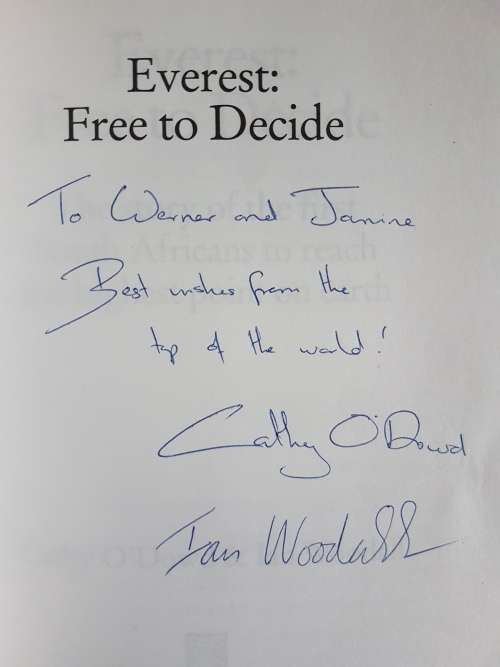 Everest:
Free to Decide
To Werner and Janine
Best wishes from the
top of the world!
Cathy O'Dowd
Ian Woodall